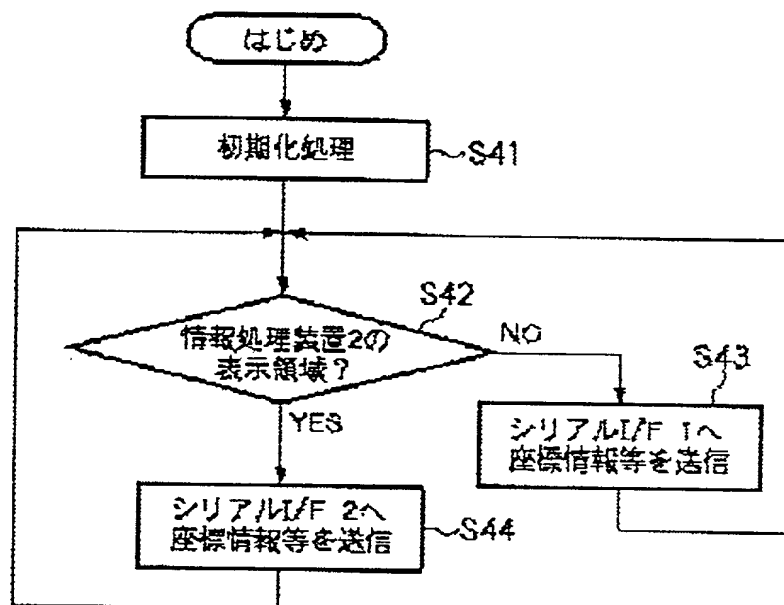 はじめ
初期化処理
S41
S42
情報処理装置2の
表示領域？
NO
S43
シリアルI/F 1へ
座標情報等を送信
YES
シリアルI/F 2へ
座標情報等を送信
S44